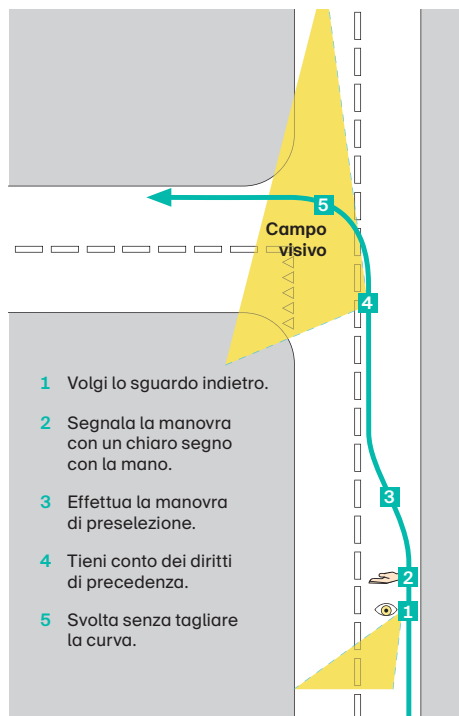 5
Campo
visivo
4
1 Volgi lo sguardo indietro.
2 Segnala la manovra
con un chiaro segno
con la mano.
3
3 Effettua la manovra
di preselezione.
4 Tieni conto dei diritti
di precedenza.
2
1
5 Svolta senza tagliare
la curva.